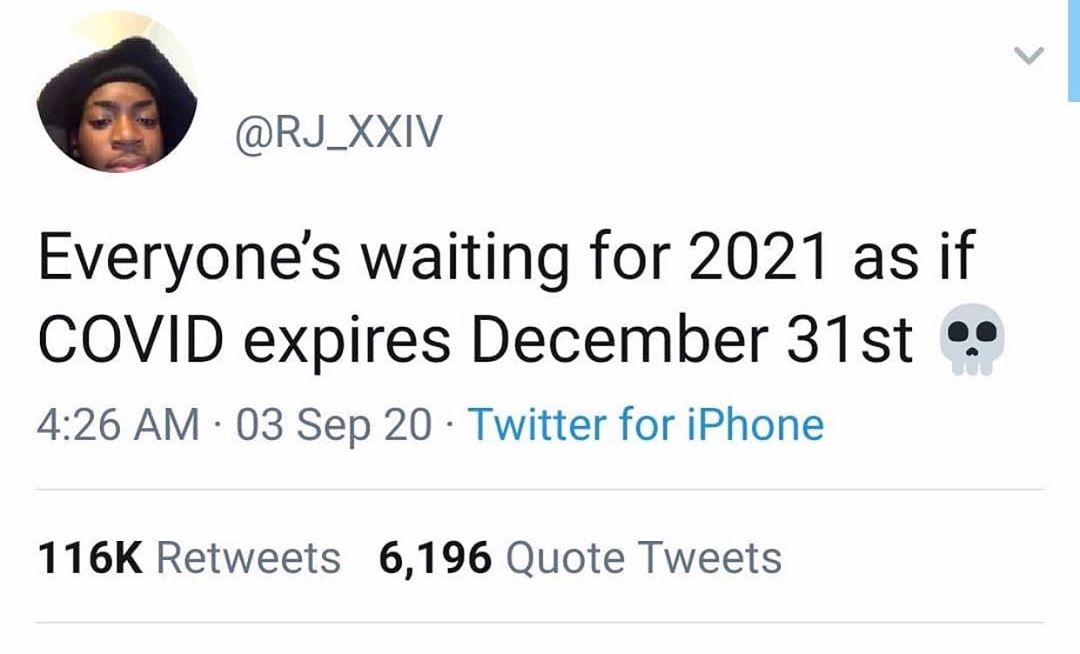 @RJ_XXIV
Everyone’s waiting for 2021 as if
COVID expires December 31st 💀
4:26 AM · 03 Sep 20 · Twitter for iPhone
116K Retweets 6,196 Quote Tweets